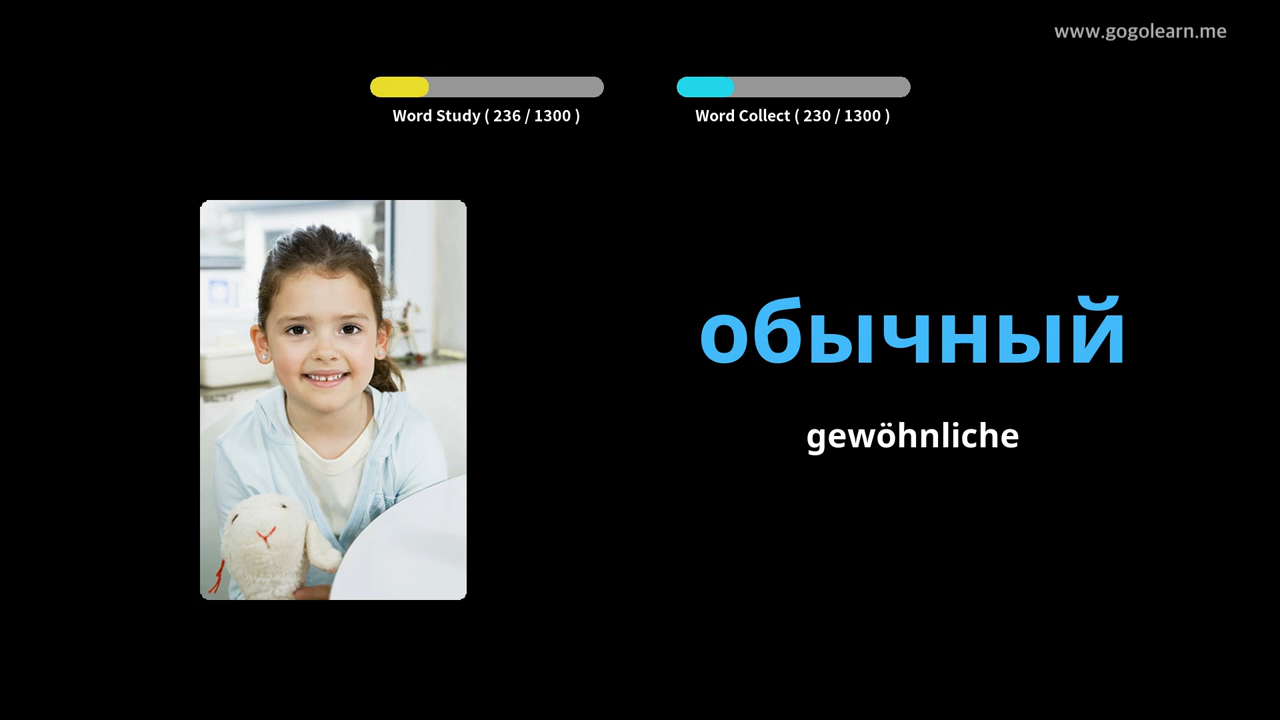 www.gogolearn.me
Word Study ( 236 / 1300 )
Word Collect ( 230 / 1300 )
обычный
gewöhnliche